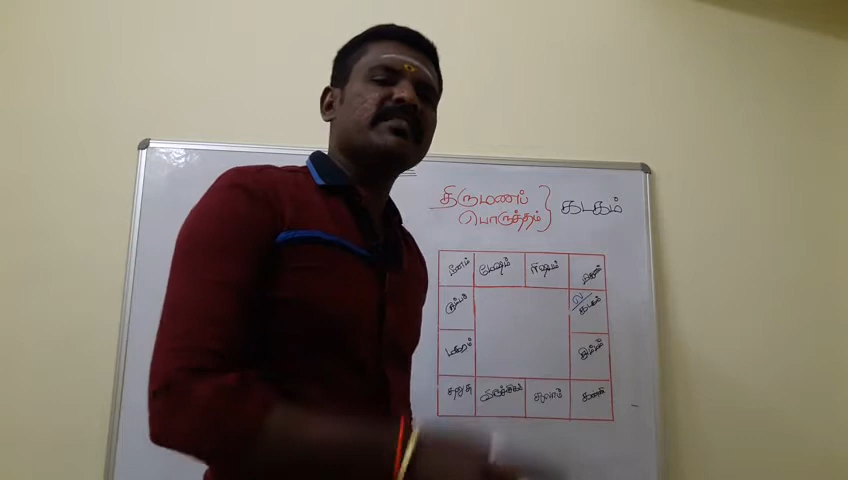 திருமணப்
பொருத்தம் } கடகம்
மீனம் மேஷம் ரிஷபம் மிதுனம்
கும்பம் ல
கடகம்
மகரம் சிம்மம்
தனுசு விருச்சிகம் துலாம் கன்னி